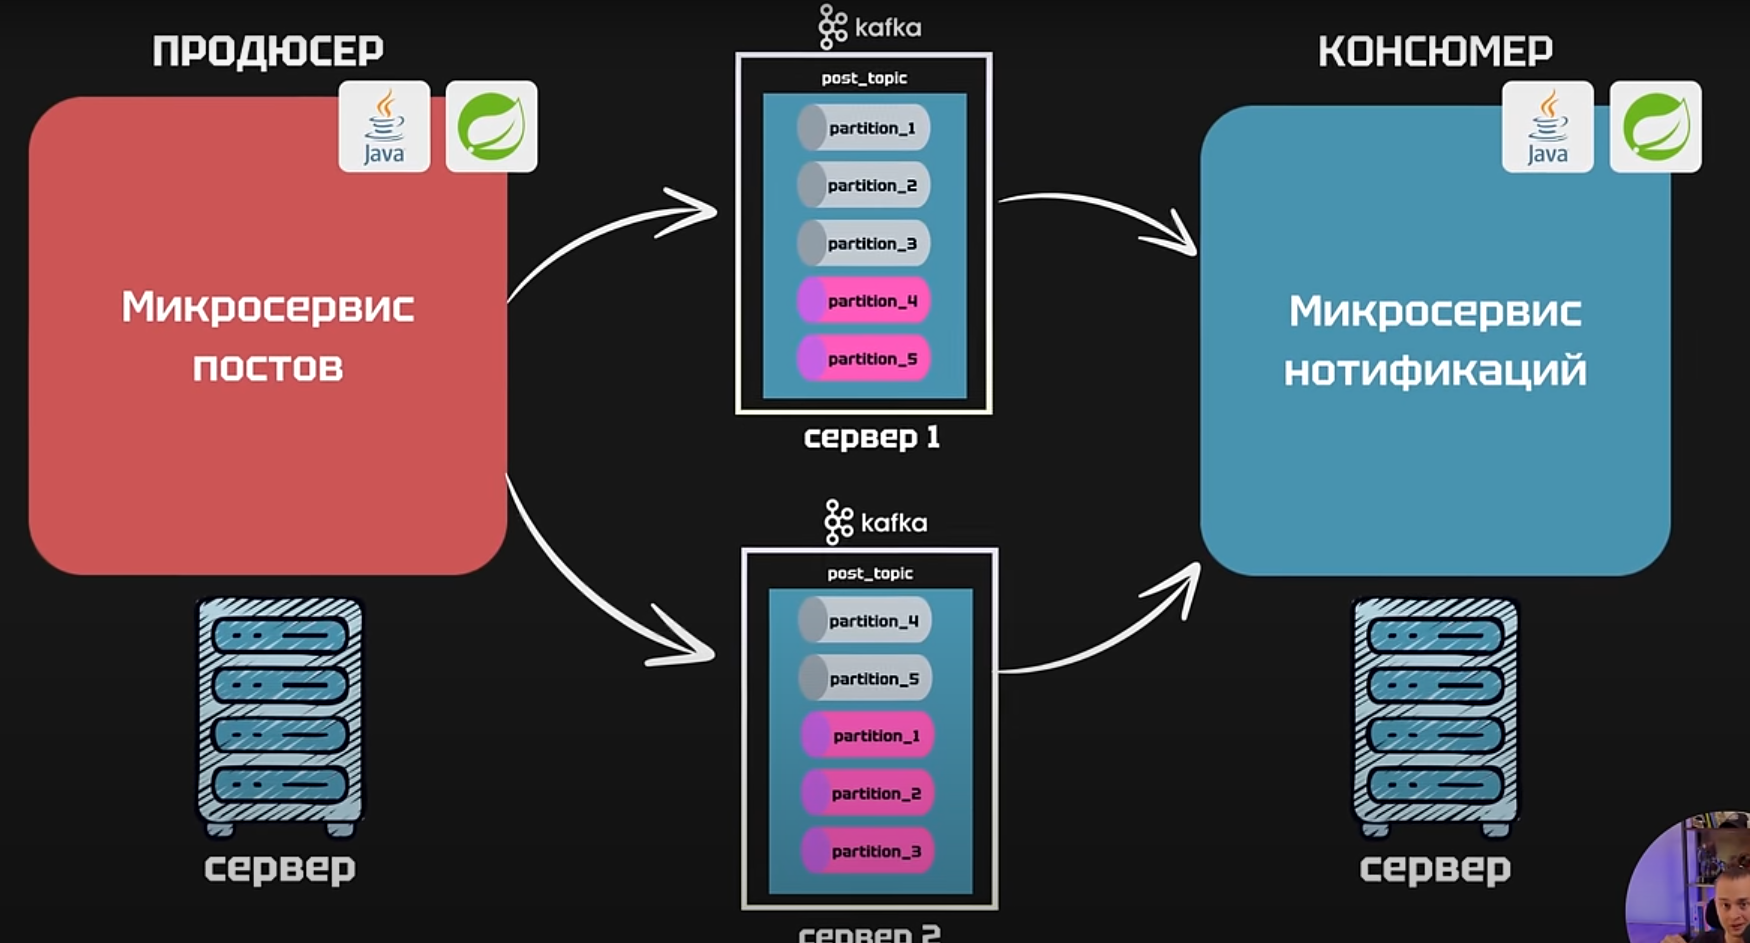 ПРОДЮСЕР
Java
Микросервис
постов
сервер
kafka
post_topic
partition_1
partition_2
partition_3
partition_4
partition_5
сервер 1
kafka
post_topic
partition_4
partition_5
partition_1
partition_2
partition_3
сервер 2
КОНСЮМЕР
Java
Микросервис
нотификаций
сервер